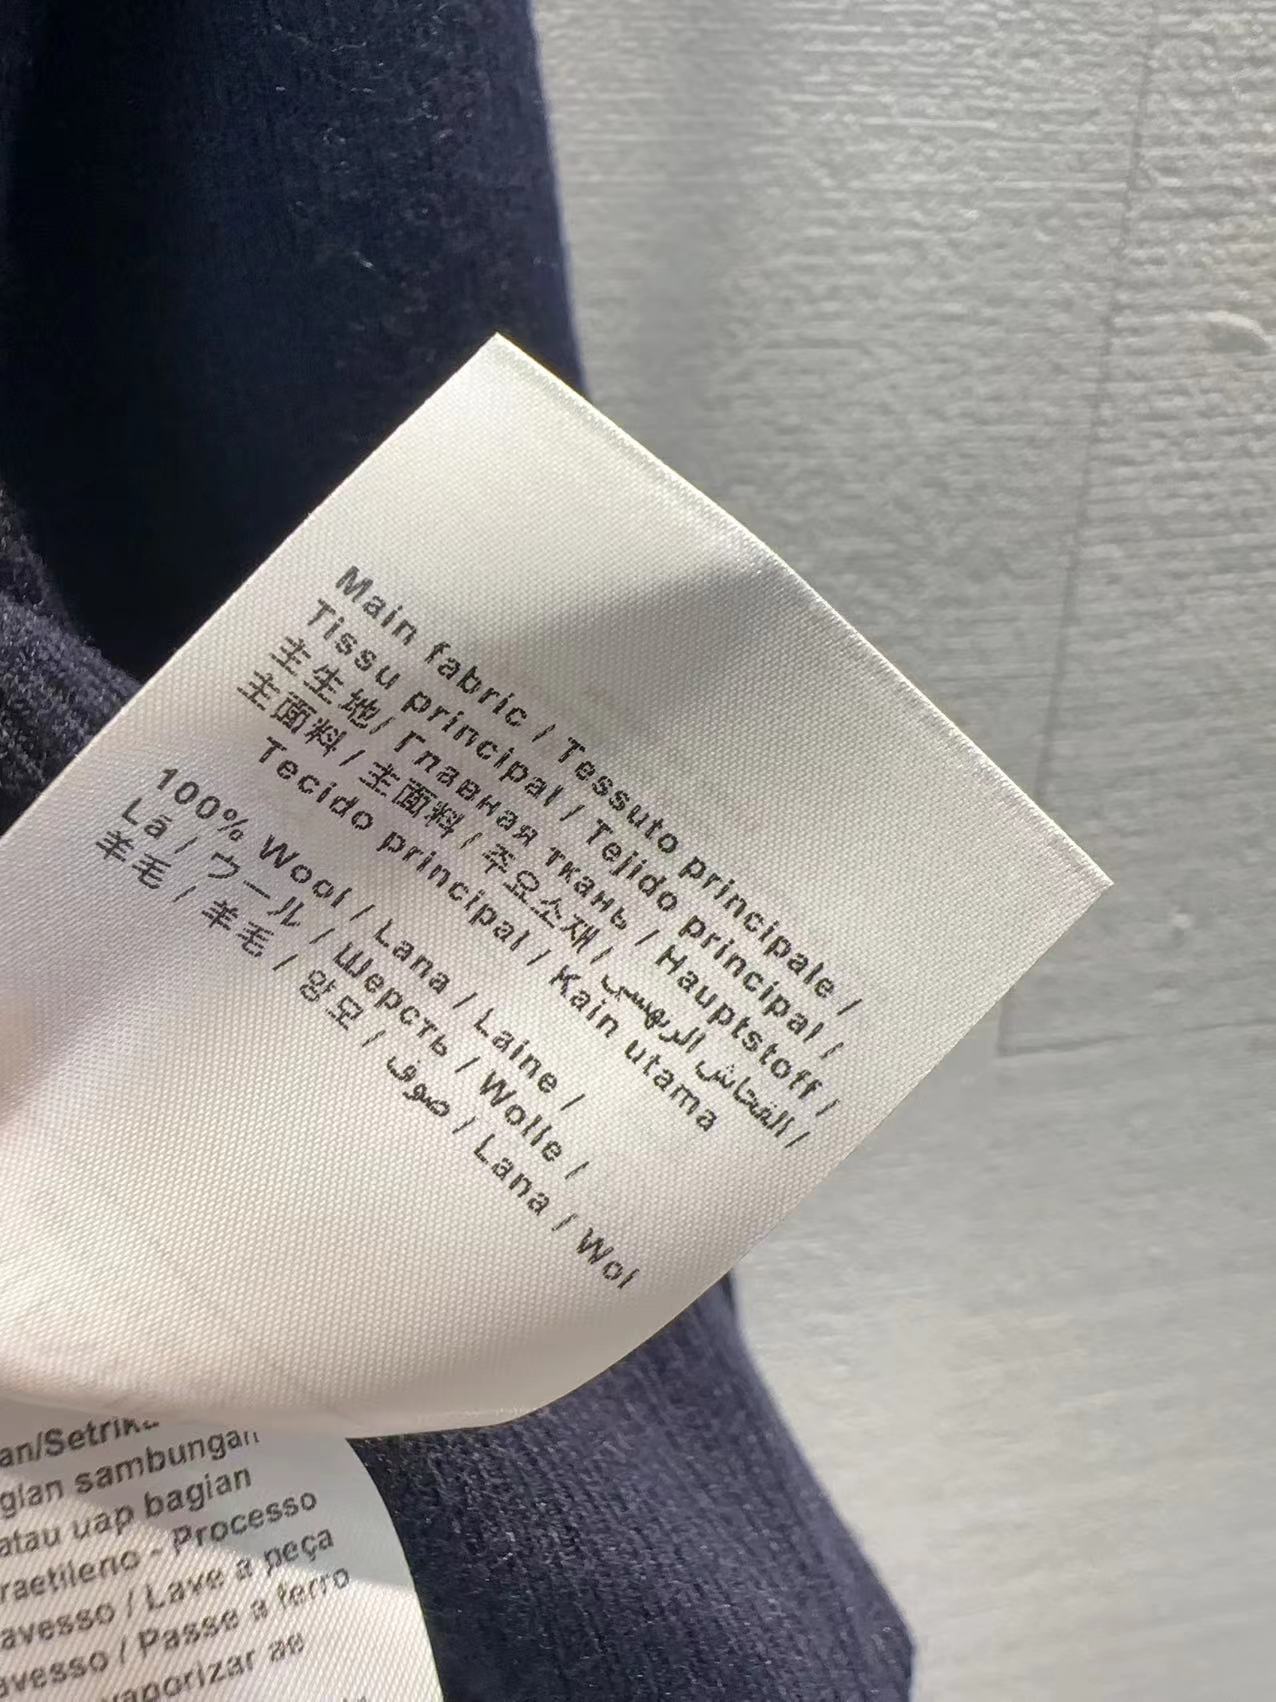 Main fabric / Tessuto principale /
Tissu principal / Tejido principal /
主生地/ Главная ткань / Hauptstoff /
主面料 / 主面料 / 주요소재 / القحاش الريهسي /
Tecido principal / Kain utama
100% Wool / Lana / Laine /
Lã / ウール / Шерсть / Wolle /
羊毛 / 羊毛 / 양모 / صوف / Lana / Wol
an/Setrika
gian sambungan
atau uap bagian
raetileno - Processo
avesso / Lave a peça
avesso / Passe a ferro
vaporizar ae